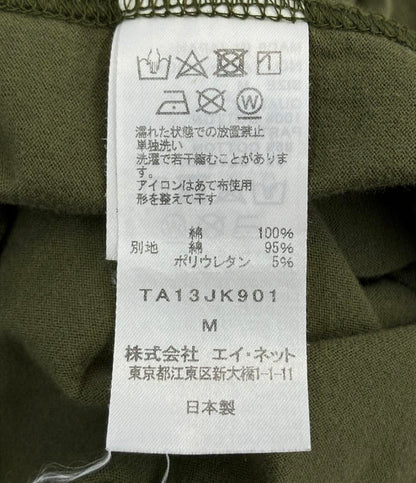 濡れた状態での放置禁止
単独洗い
洗濯で若干縮むことがありま
す。
アイロンはあて布使用
形を整えて干す
綿 100%
別地 綿 95%
ポリウレタン 5%
TA13JK901
M
株式会社 エイ・ネット
東京都江東区新大橋1-1-11
日本製